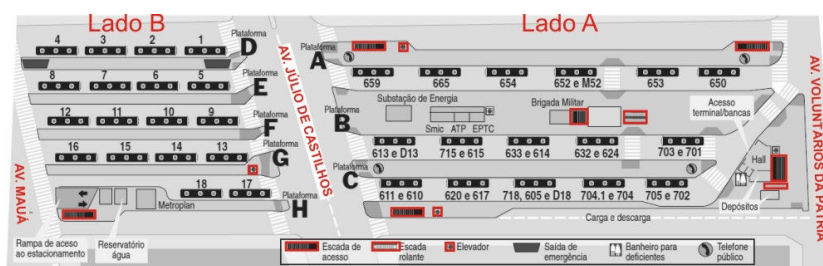 Lado B
Lado A
4 3 2 1
Plataforma
D
8 7 6 5
Plataforma
E
12 11 10 9
Plataforma
F
16 15 14 13
Plataforma
G
18 17
Plataforma
H
Metroplan
AV. MAUÁ
Rampa de aceso
ao estacionamento
Reservatório
água
AV. JÚLIO DE CASTILHOS
Plataforma
A
659 665 654 652 e M52 653 650
Substação de Energia
Smic ATP EPTC
Brigada Militar
Plataforma
B
613 e D13 715 e 615 633 e 614 632 e 624 703 e 701
Plataforma
C
611 e 610 620 e 617 718, 605 e D18 704.1 e 704 705 e 702
Carga e descarga
Acesso
terminal/bancas
Hall
Depósitos
AV. VOLUNTÁRIOS DA PÁTRIA
Escada de
acesso
Escada
rolante
Elevador
Saída de
emergência
Banheiro para
deficientes
Telefone
público